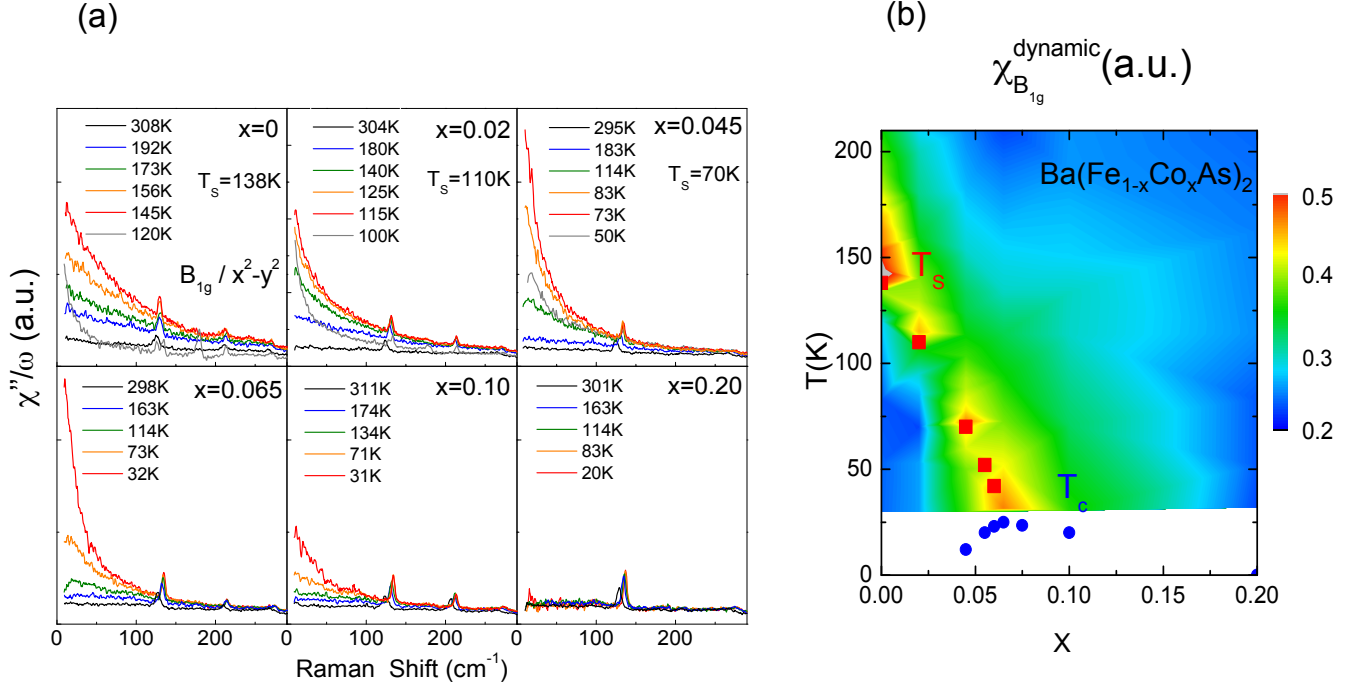 (a)
χ''/ω (a.u.)
308K
192K
173K
156K
145K
120K
x=0
T_S=138K
B_1g / x²-y²
304K
180K
140K
125K
115K
100K
x=0.02
T_S=110K
295K
183K
114K
83K
73K
50K
x=0.045
T_S=70K
298K
163K
114K
73K
32K
x=0.065
311K
174K
134K
71K
31K
x=0.10
301K
163K
114K
83K
20K
x=0.20
0 100 200 0 100 200 0 100 200
Raman Shift (cm⁻¹)
(b)
χ_B_1g^dynamic (a.u.)
Ba(Fe_1-xCo_xAs)_2
T_S
T_c
T(K)
200
150
100
50
0
0.00 0.05 0.10 0.15 0.20
X
0.5
0.4
0.3
0.2